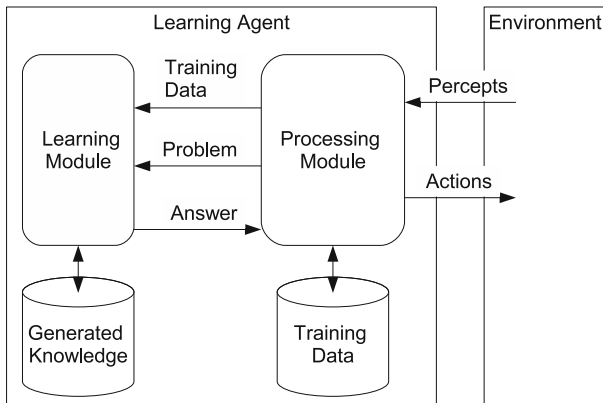 Learning Agent
Environment
Training
Data
Percepts
Learning
Module
Problem
Processing
Module
Actions
Answer
Generated
Knowledge
Training
Data